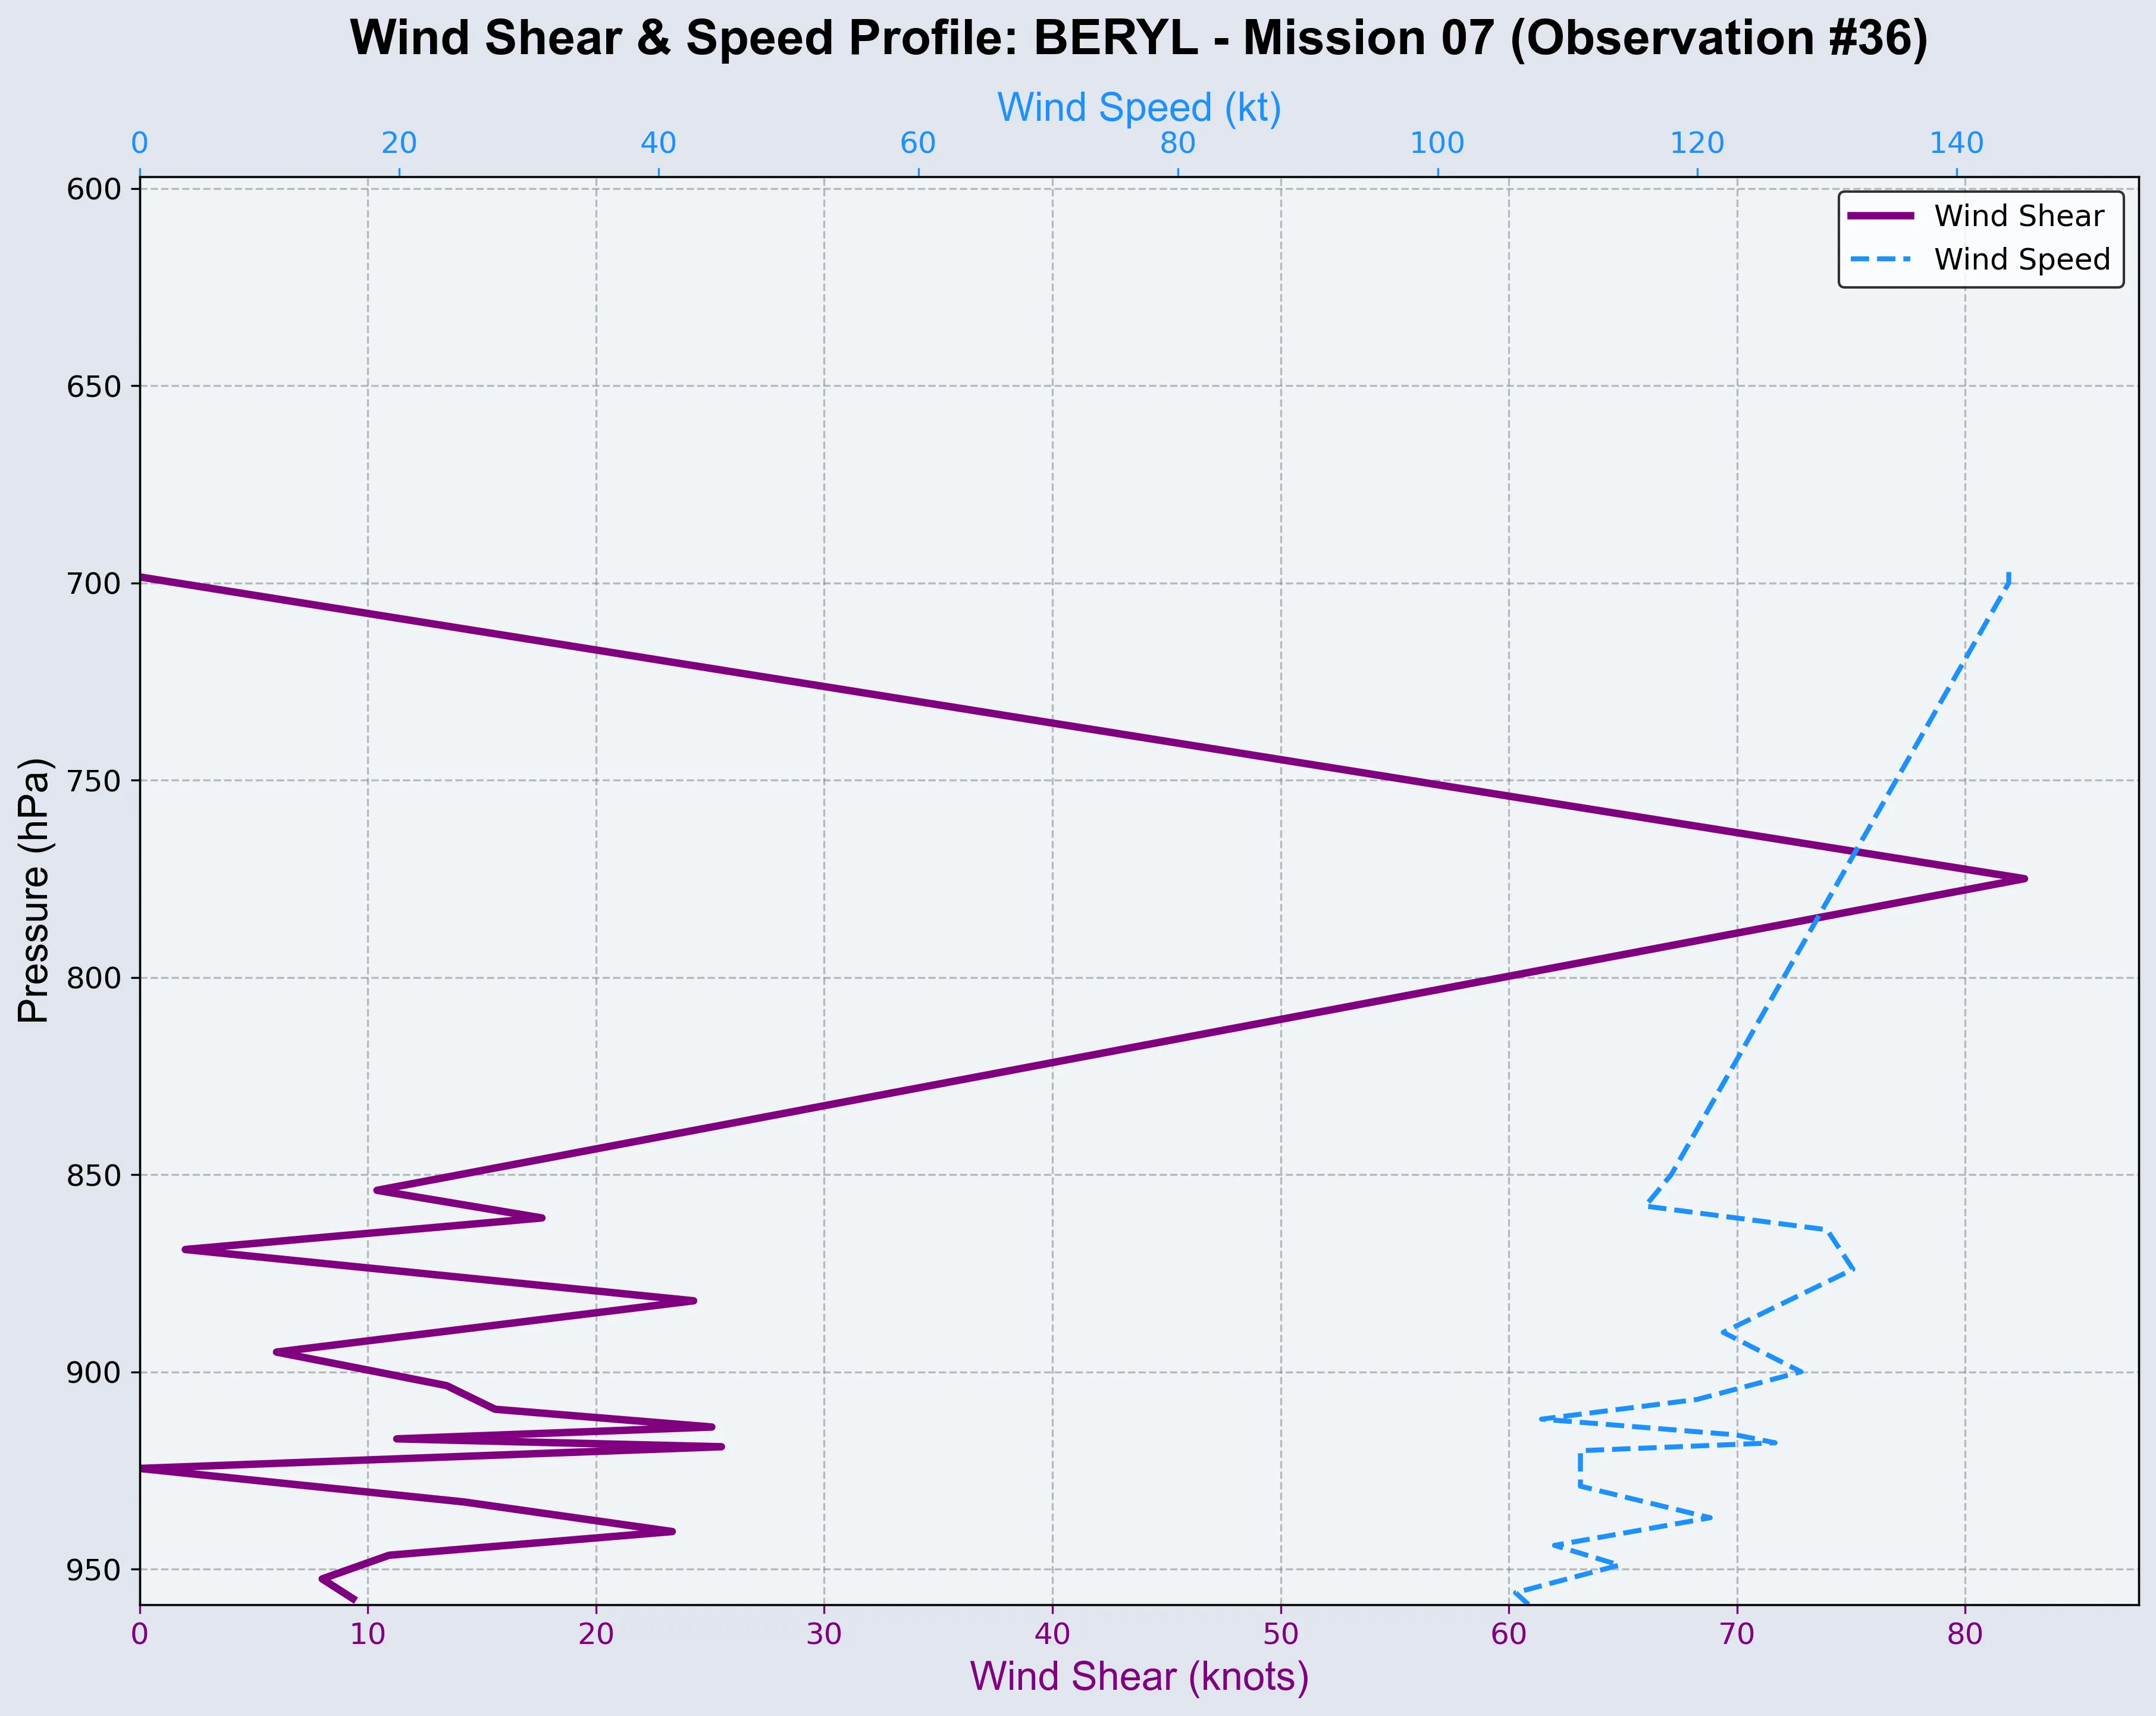 Wind Shear & Speed Profile: BERYL - Mission 07 (Observation #36)
Wind Speed (kt)
0 20 40 60 80 100 120 140
Wind Shear
Wind Speed
Pressure (hPa)
600
650
700
750
800
850
900
950
0 10 20 30 40 50 60 70 80
Wind Shear (knots)